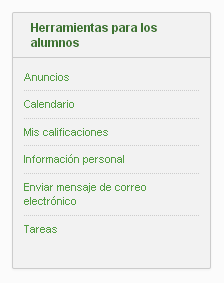 Herramientas para los
alumnos
Anuncios
Calendario
Mis calificaciones
Información personal
Enviar mensaje de correo
electrónico
Tareas